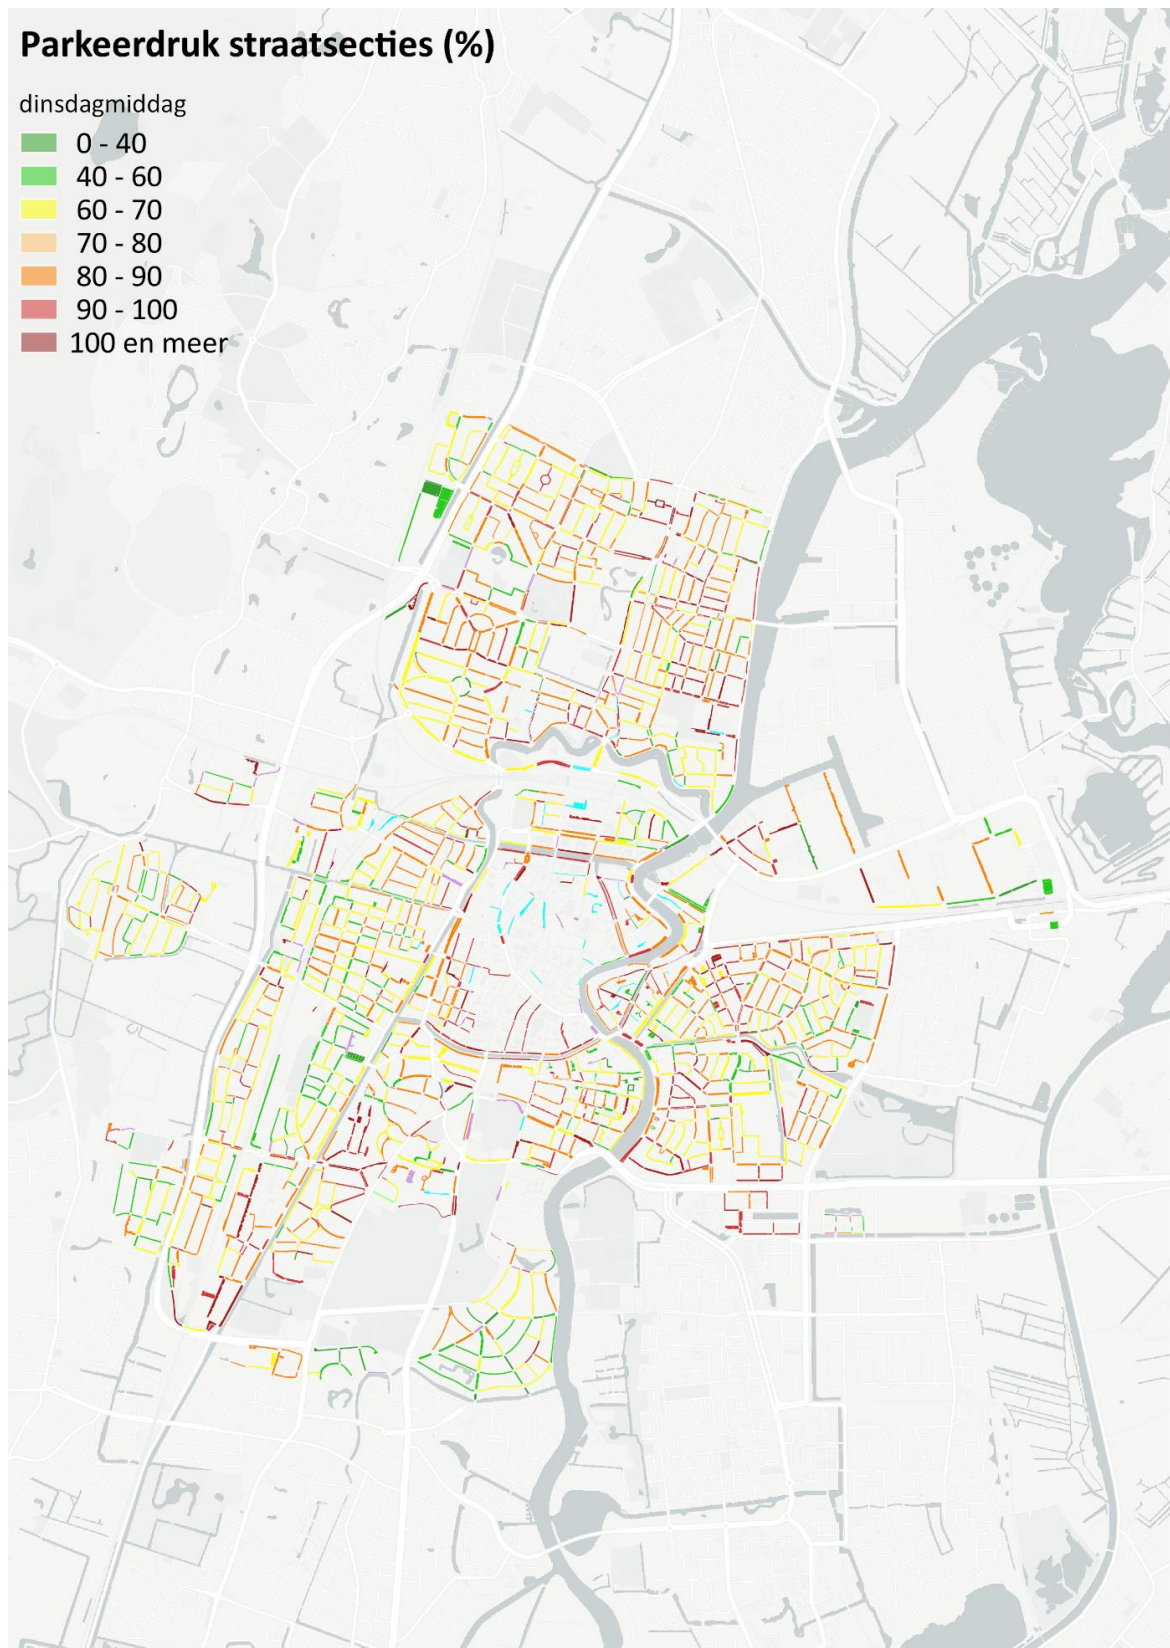 Parkeerdruk straatsecties (%)
dinsdagmiddag
0 - 40
40 - 60
60 - 70
70 - 80
80 - 90
90 - 100
100 en meer